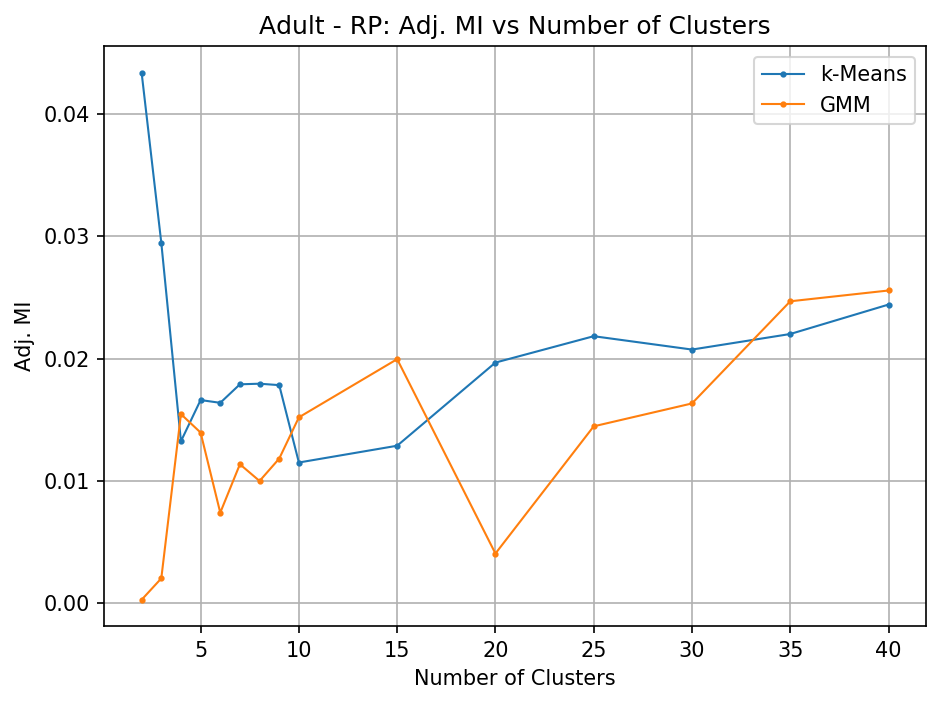 Adult - RP: Adj. MI vs Number of Clusters
k-Means
GMM
Adj. MI
0.04
0.03
0.02
0.01
0.00
5 10 15 20 25 30 35 40
Number of Clusters